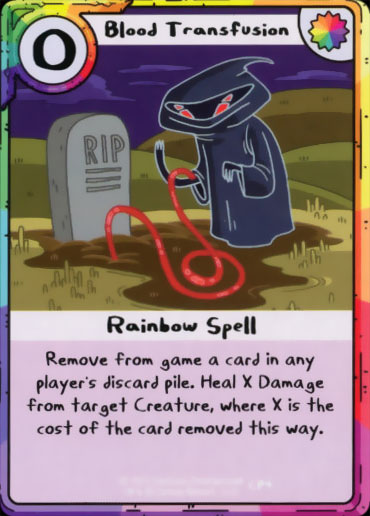 0
Blood Transfusion
RIP
Rainbow Spell
Remove from game a card in any
player's discard pile. Heal X Damage
from target Creature, where X is the
cost of the card removed this way.